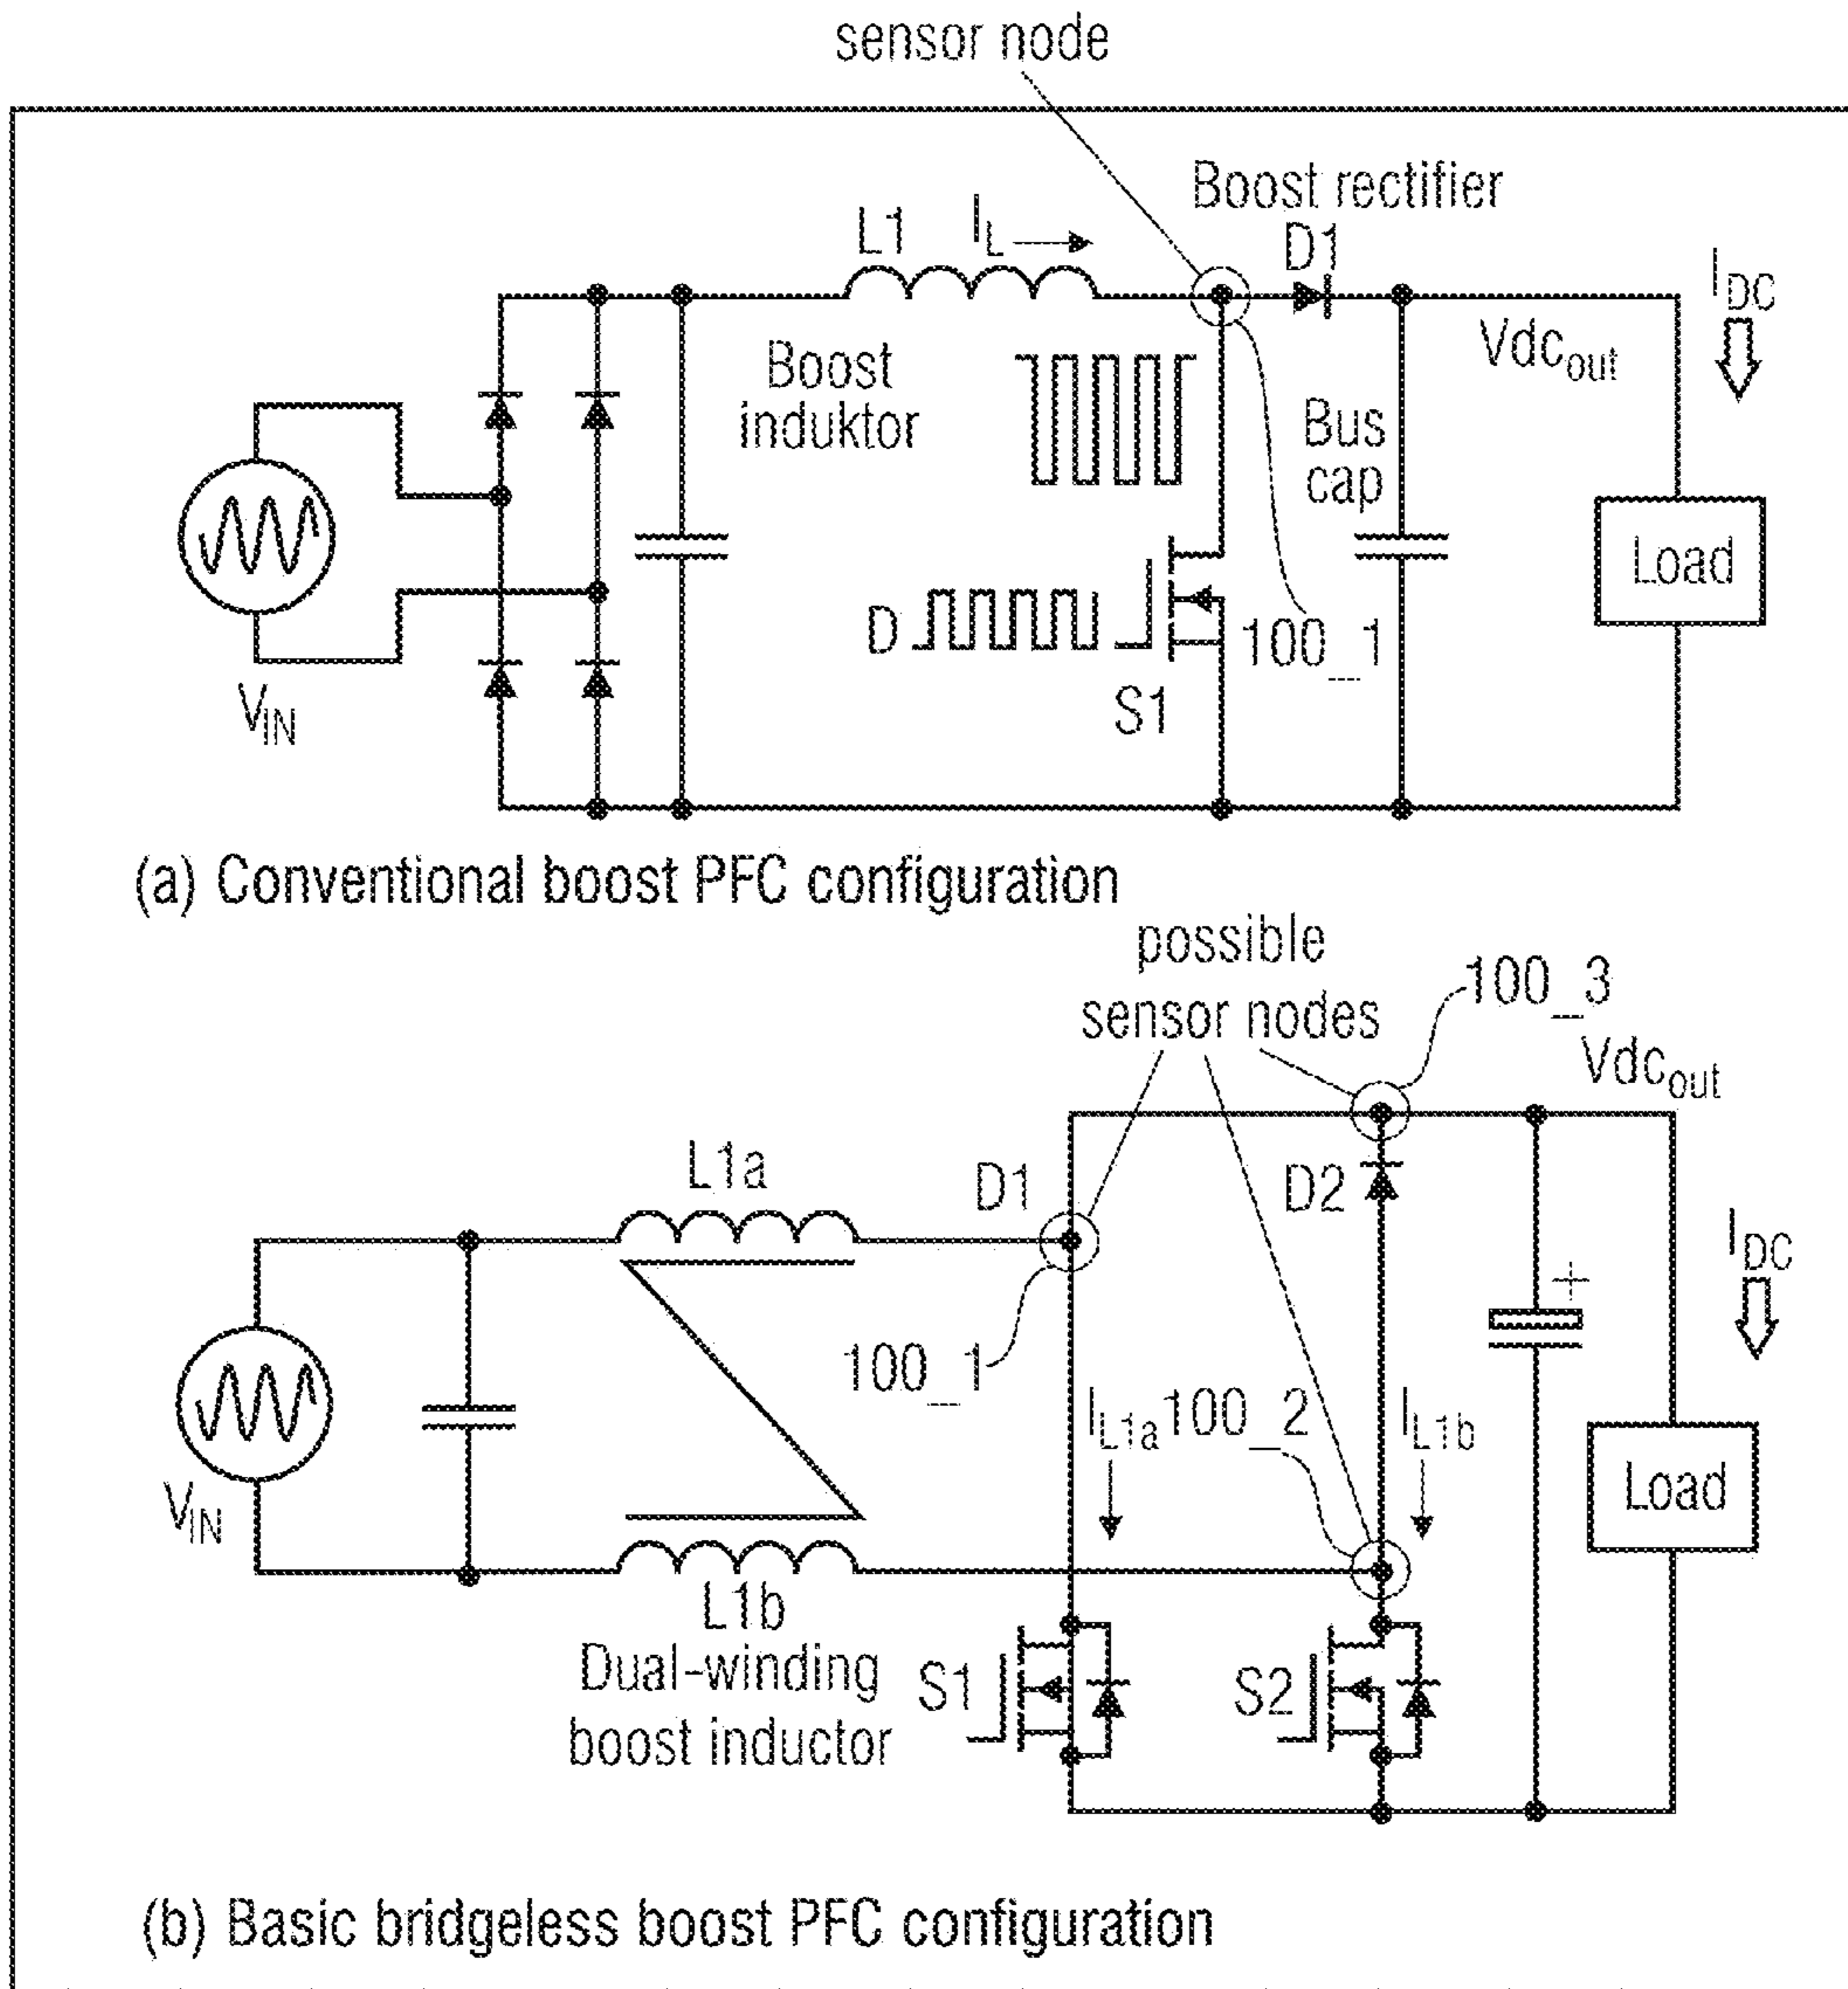 sensor node
Boost rectifier
L1
I_L
D1
I_DC
Vdc_out
Boost
induktor
Bus
cap
Load
D
100_1
S1
V_IN
(a) Conventional boost PFC configuration
possible
sensor nodes
100_3
Vdc_out
L1a
D1
D2
I_DC
+
100_1
I_L1a
100_2
I_L1b
Load
V_IN
L1b
Dual-winding
boost inductor
S1
S2
(b) Basic bridgeless boost PFC configuration